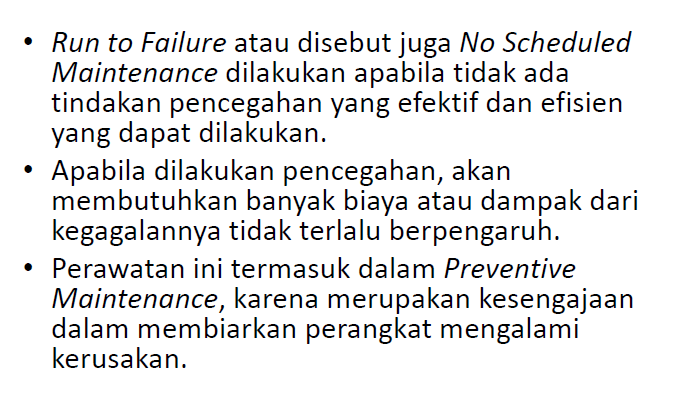 • Run to Failure atau disebut juga No Scheduled
Maintenance dilakukan apabila tidak ada
tindakan pencegahan yang efektif dan efisien
yang dapat dilakukan.
• Apabila dilakukan pencegahan, akan
membutuhkan banyak biaya atau dampak dari
kegagalannya tidak terlalu berpengaruh.
• Perawatan ini termasuk dalam Preventive
Maintenance, karena merupakan kesengajaan
dalam membiarkan perangkat mengalami
kerusakan.